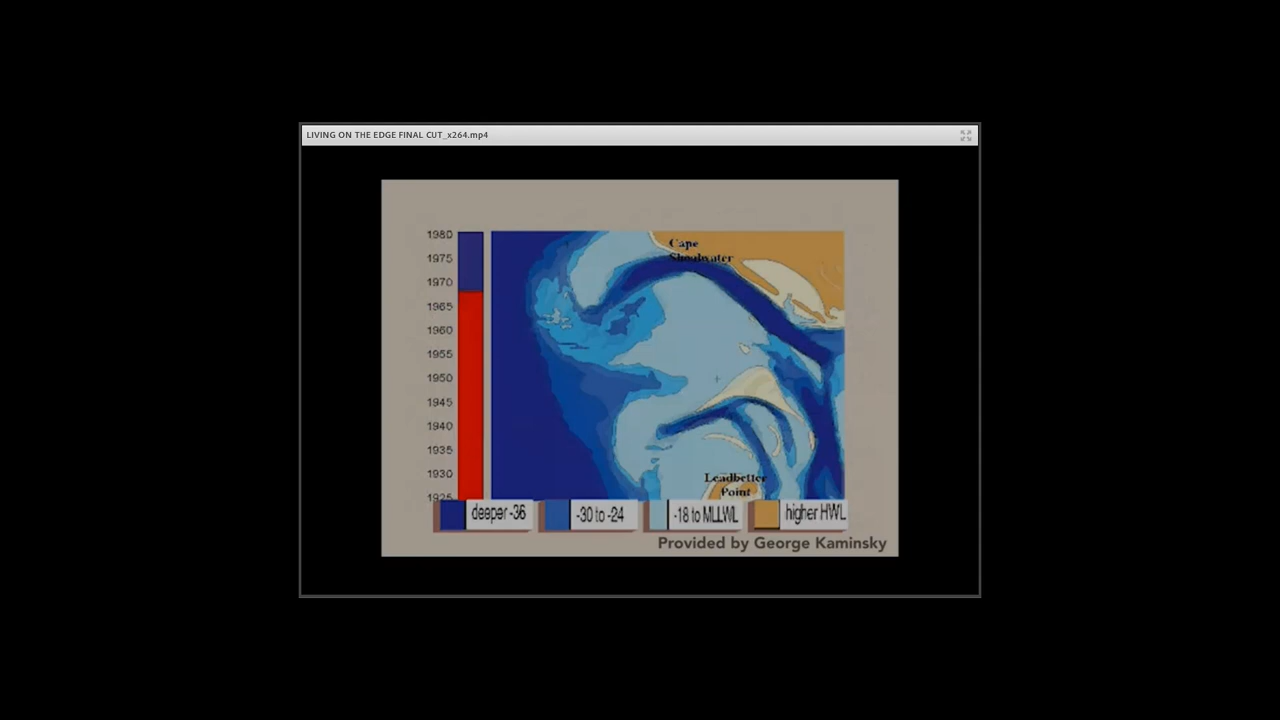 LIVING ON THE EDGE FINAL CUT_x264.mp4
1980
1975
1970
1965
1960
1955
1950
1945
1940
1935
1930
1925
Cape
Shoalwater
Leadbetter
Point
deeper -36
-30 to -24
-18 to MLLWL
higher HWL
Provided by George Kaminsky